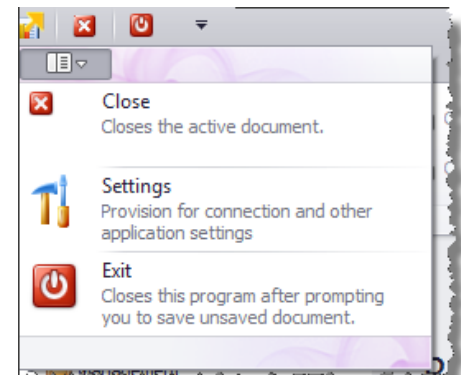 Close
Closes the active document.
Settings
Provision for connection and other
application settings
Exit
Closes this program after prompting
you to save unsaved document.